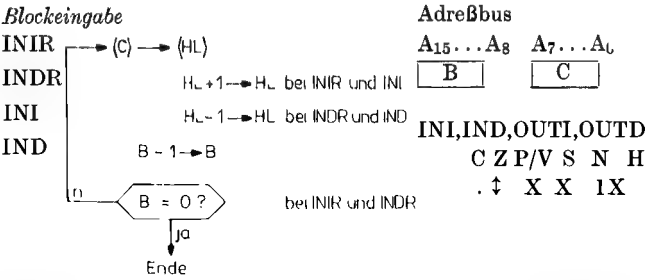 Blockeingabe
INIR (C) → (HL)
INDR HL+1 → HL bei INIR und INI
INI HL-1 → HL bei INDR und IND
IND B - 1 → B
n B = 0 ? bei INIR und INDR
ja
Ende
Adreßbus
A15...A8 A7...A0
B C
INI,IND,OUTI,OUTD
C Z P/V S N H
. ↕ X X 1 X